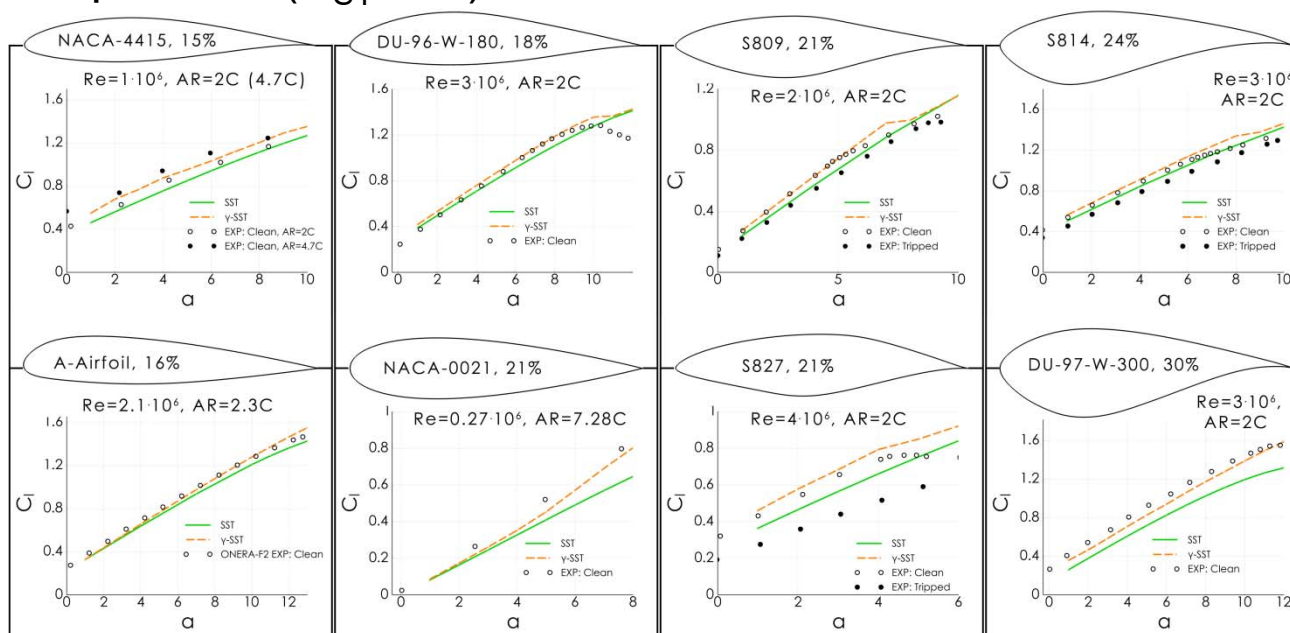 NACA-4415, 15%
Re=1·10⁶, AR=2C (4.7C)
1.6
1.2
0.8
0.4
0
Cl
SST
γ-SST
EXP: Clean, AR=2C
EXP: Clean, AR=4.7C
0 2 4 6 8 10
α
DU-96-W-180, 18%
Re=3·10⁶, AR=2C
1.6
1.2
0.8
0.4
0
Cl
SST
γ-SST
EXP: Clean
0 2 4 6 8 10
α
S809, 21%
Re=2·10⁶, AR=2C
1.2
0.8
0.4
0
Cl
SST
γ-SST
EXP: Clean
EXP: Tripped
0 5 10
α
S814, 24%
Re=3·10⁶
AR=2C
1.6
1.2
0.8
0.4
0
Cl
SST
γ-SST
EXP: Clean
EXP: Tripped
0 2 4 6 8 10
α
A-Airfoil, 16%
Re=2.1·10⁶, AR=2.3C
1.6
1.2
0.8
0.4
0
Cl
SST
γ-SST
ONERA-F2 EXP: Clean
0 2 4 6 8 10 12
α
NACA-0021, 21%
Re=0.27·10⁶, AR=7.28C
1
0.8
0.6
0.4
0.2
0
Cl
SST
γ-SST
EXP: Clean
0 2 4 6 8
α
S827, 21%
Re=4·10⁶, AR=2C
1
0.8
0.6
0.4
0.2
0
Cl
SST
γ-SST
EXP: Clean
EXP: Tripped
0 2 4 6
α
DU-97-W-300, 30%
Re=3·10⁶,
AR=2C
1.6
1.2
0.8
0.4
0
Cl
SST
γ-SST
EXP: Clean
0 2 4 6 8 10 12
α